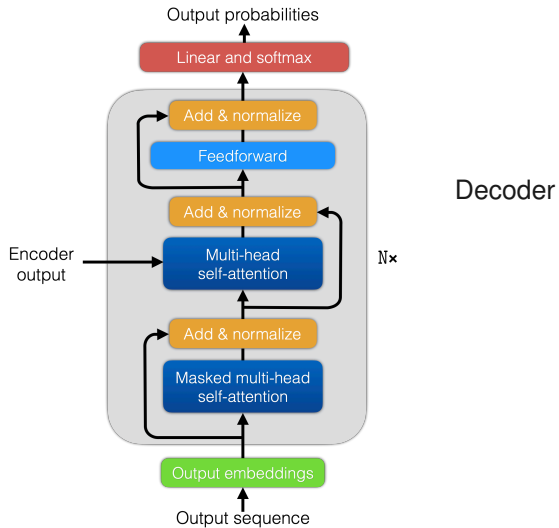 Output probabilities
Linear and softmax
Add & normalize
Feedforward
Decoder
Add & normalize
Encoder
output
Multi-head
self-attention
N×
Add & normalize
Masked multi-head
self-attention
Output embeddings
Output sequence